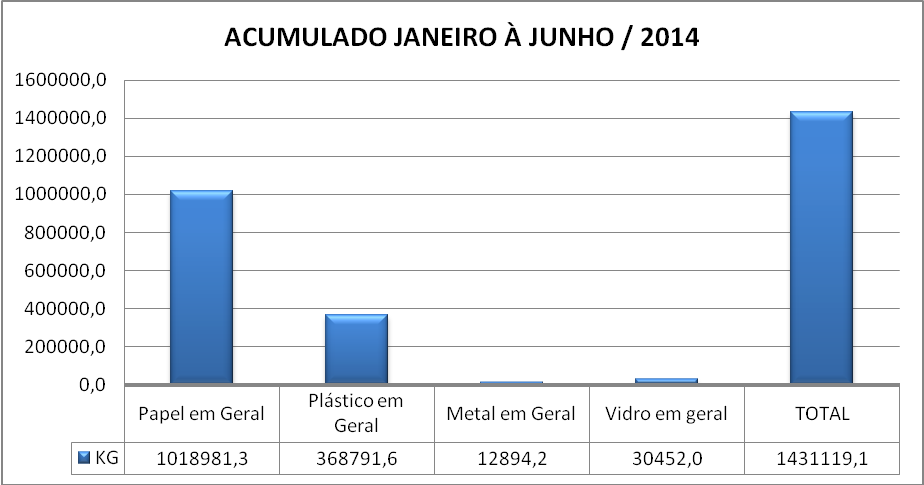 ACUMULADO JANEIRO À JUNHO / 2014
1600000,0
1400000,0
1200000,0
1000000,0
800000,0
600000,0
400000,0
200000,0
0,0
Papel em Geral
Plástico em
Geral
Metal em Geral
Vidro em geral
TOTAL
KG 1018981,3 368791,6 12894,2 30452,0 1431119,1